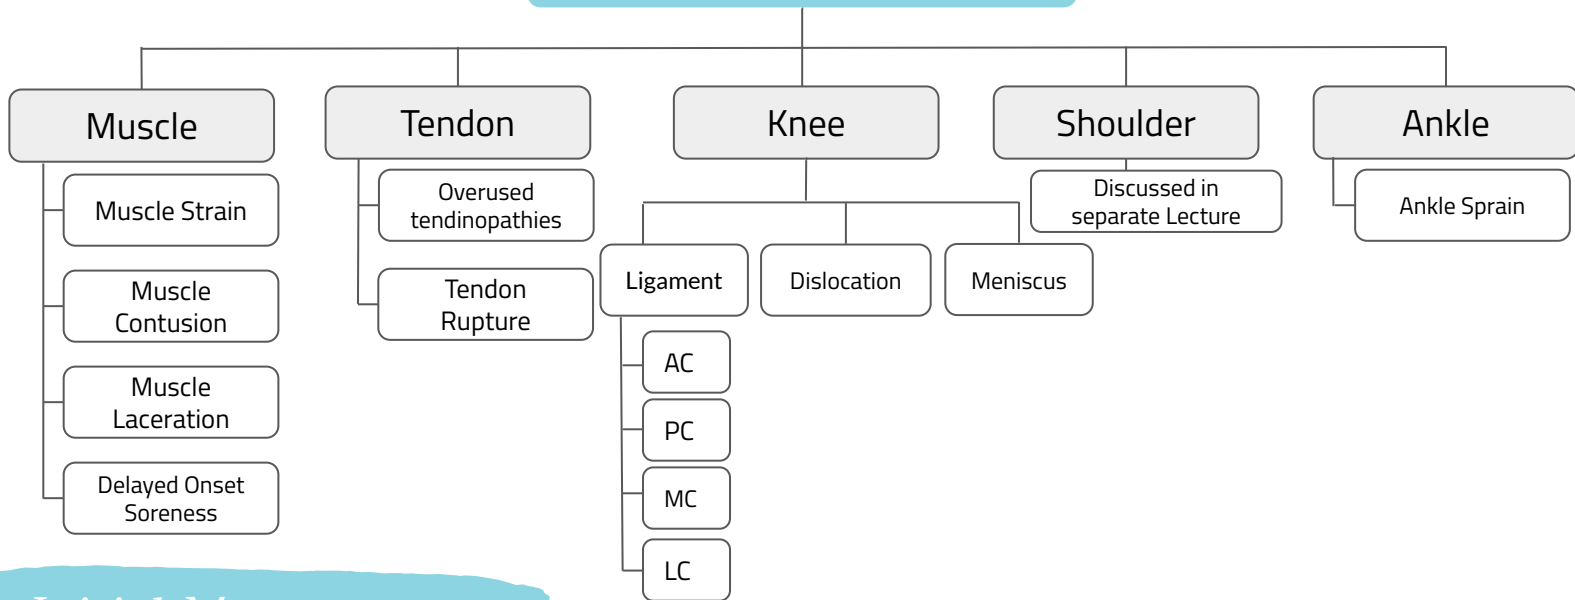 Muscle
Tendon
Knee
Shoulder
Ankle
Muscle Strain
Muscle
Contusion
Muscle
Laceration
Delayed Onset
Soreness
Overused
tendinopathies
Tendon
Rupture
Ligament
Dislocation
Meniscus
AC
PC
MC
LC
Discussed in
separate Lecture
Ankle Sprain